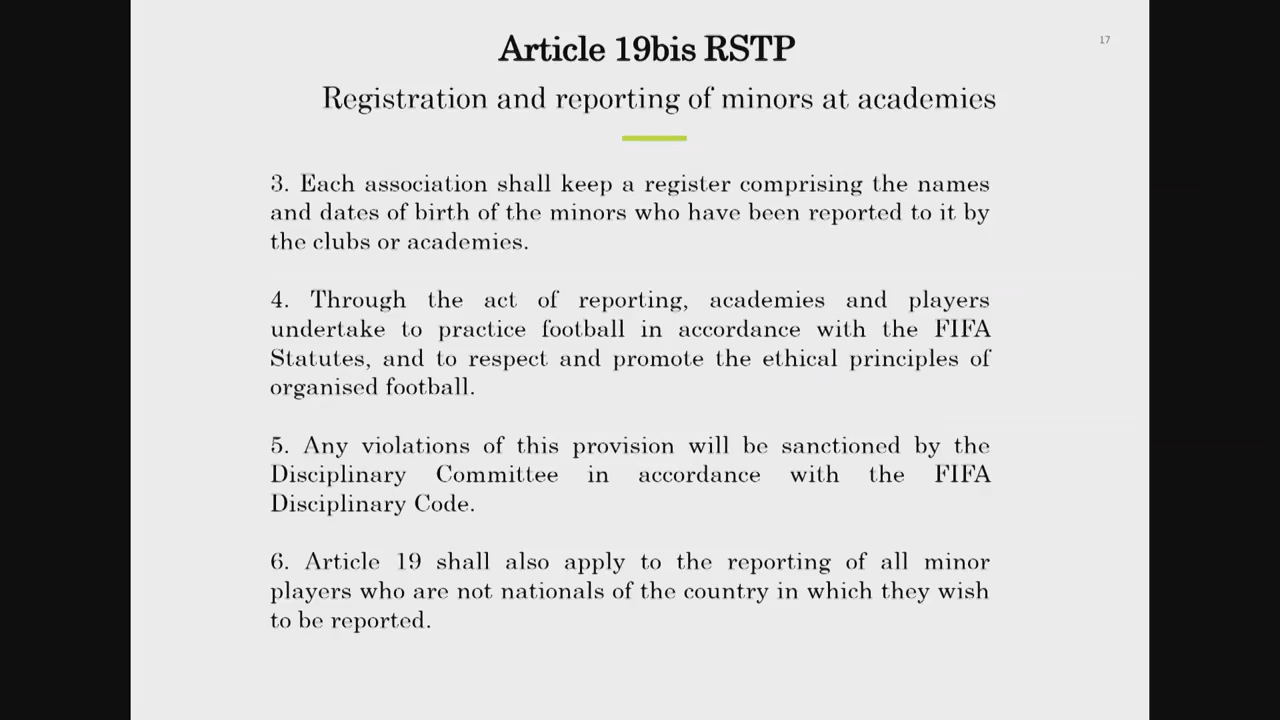 Article 19bis RSTP
17
Registration and reporting of minors at academies
3. Each association shall keep a register comprising the names
and dates of birth of the minors who have been reported to it by
the clubs or academies.
4. Through the act of reporting, academies and players
undertake to practice football in accordance with the FIFA
Statutes, and to respect and promote the ethical principles of
organised football.
5. Any violations of this provision will be sanctioned by the
Disciplinary Committee in accordance with the FIFA
Disciplinary Code.
6. Article 19 shall also apply to the reporting of all minor
players who are not nationals of the country in which they wish
to be reported.